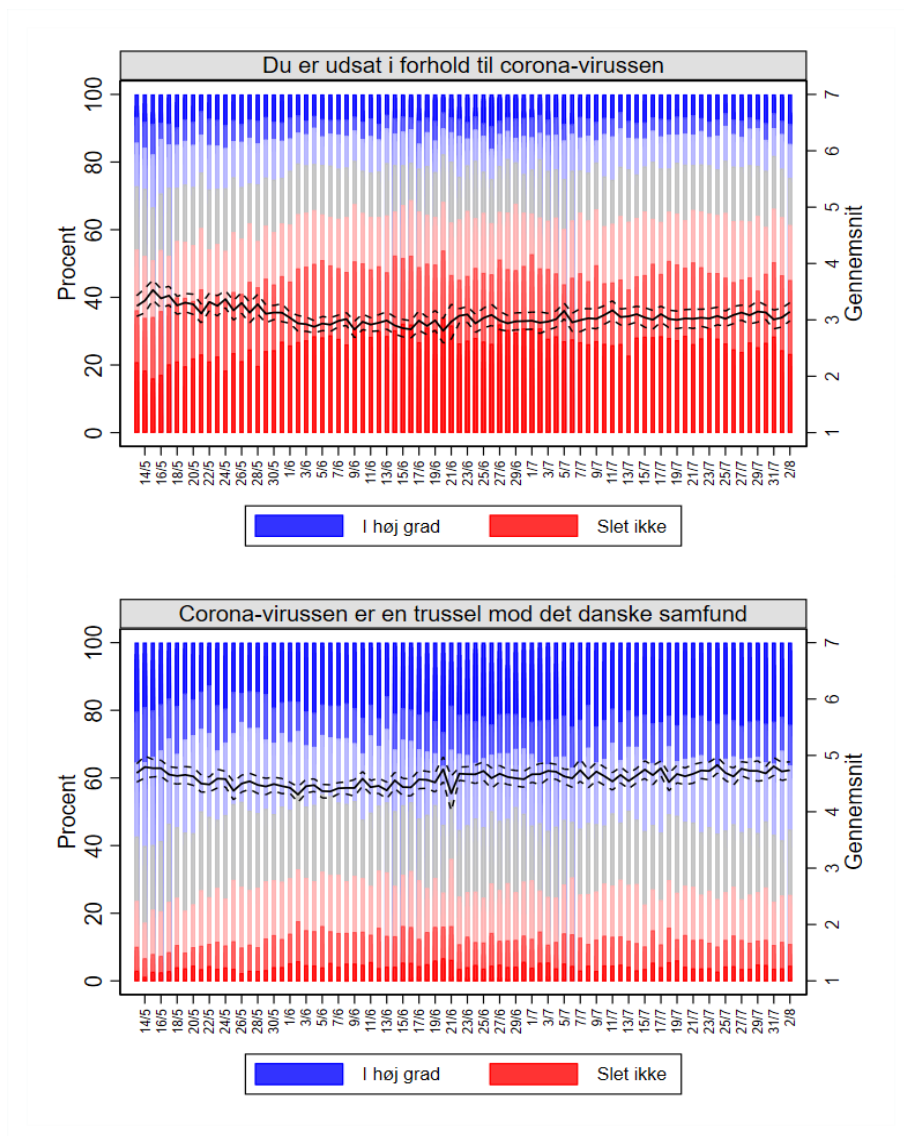 Du er udsat i forhold til corona-virussen
100
80
60
40
20
0
Procent
7
6
5
4
3
2
1
Gennemsnit
14/5 16/5 18/5 20/5 22/5 24/5 26/5 28/5 30/5 1/6 3/6 5/6 7/6 9/6 11/6 13/6 15/6 17/6 19/6 21/6 23/6 25/6 27/6 29/6 1/7 3/7 5/7 7/7 9/7 11/7 13/7 15/7 17/7 19/7 21/7 23/7 25/7 27/7 29/7 31/7 2/8
I høj grad Slet ikke
Corona-virussen er en trussel mod det danske samfund
100
80
60
40
20
0
Procent
7
6
5
4
3
2
1
Gennemsnit
14/5 16/5 18/5 20/5 22/5 24/5 26/5 28/5 30/5 1/6 3/6 5/6 7/6 9/6 11/6 13/6 15/6 17/6 19/6 21/6 23/6 25/6 27/6 29/6 1/7 3/7 5/7 7/7 9/7 11/7 13/7 15/7 17/7 19/7 21/7 23/7 25/7 27/7 29/7 31/7 2/8
I høj grad Slet ikke